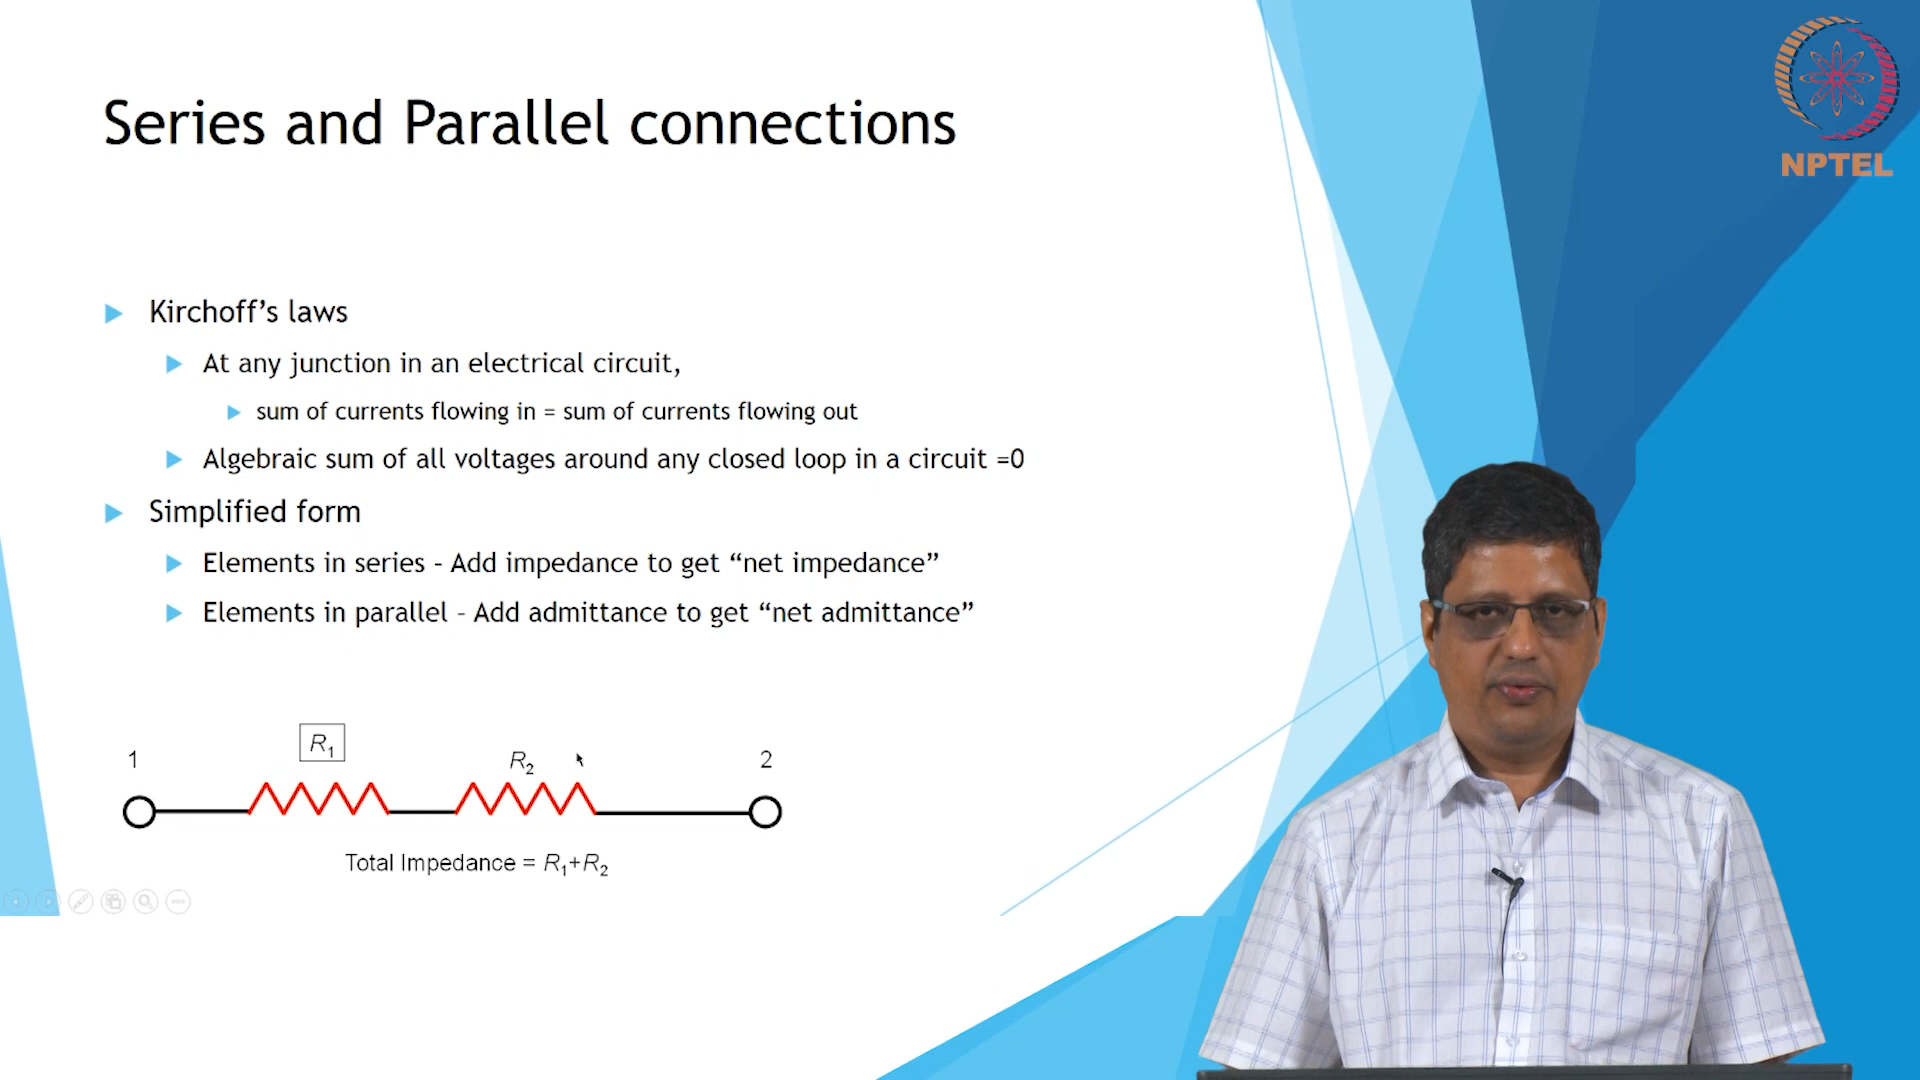 Series and Parallel connections
NPTEL
Kirchoff’s laws
At any junction in an electrical circuit,
sum of currents flowing in = sum of currents flowing out
Algebraic sum of all voltages around any closed loop in a circuit =0
Simplified form
Elements in series – Add impedance to get “net impedance”
Elements in parallel – Add admittance to get “net admittance”
1 R1 R2 2
Total Impedance = R1+R2